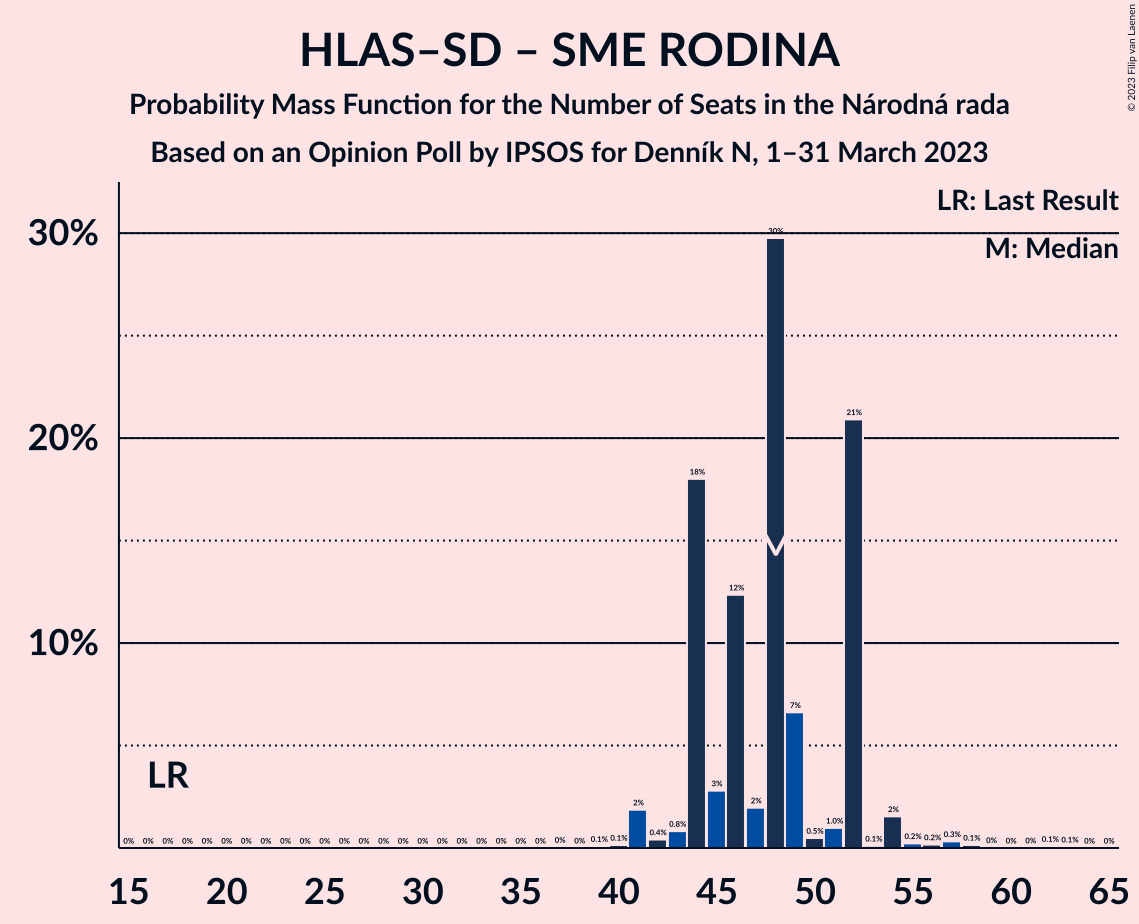 HLAS–SD – SME RODINA
Probability Mass Function for the Number of Seats in the Národná rada
Based on an Opinion Poll by IPSOS for Denník N, 1–31 March 2023
© 2023 Filip van Laenen
LR: Last Result
M: Median
30%
20%
10%
LR
0% 0% 0% 0% 0% 0% 0% 0% 0% 0% 0% 0% 0% 0% 0% 0% 0% 0% 0% 0% 0% 0% 0% 0% 0.1% 0.1% 2% 0.4% 0.8% 18% 3% 12% 2% 30% 7% 0.5% 1.0% 21% 0.1% 2% 0.2% 0.2% 0.3% 0.1% 0% 0% 0% 0.1% 0.1% 0% 0%
15 20 25 30 35 40 45 50 55 60 65